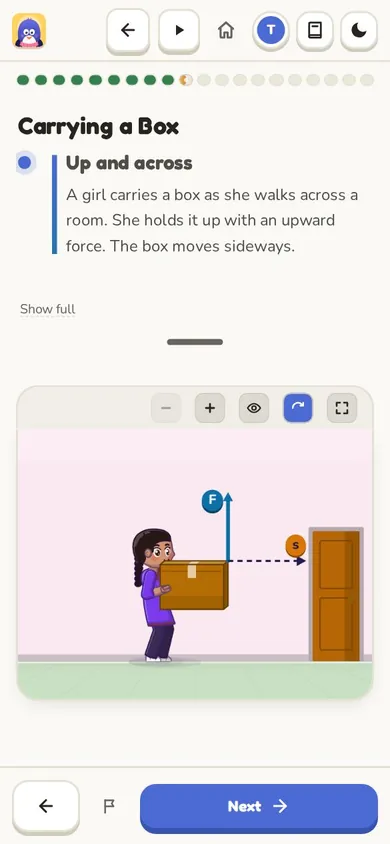 T
Carrying a Box
Up and across
A girl carries a box as she walks across a
room. She holds it up with an upward
force. The box moves sideways.
Show full
F
s
Next